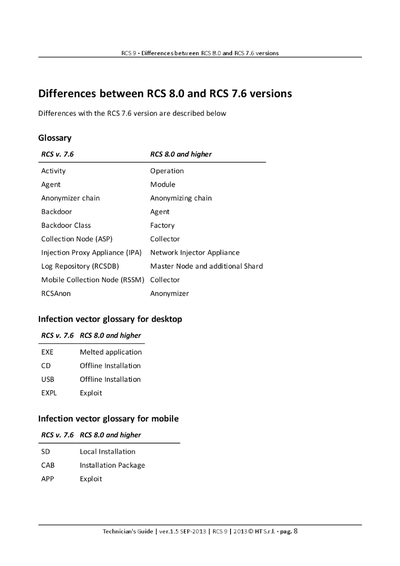 RCS 9 - Differences between RCS 8.0 and RCS 7.6 versions
Differences between RCS 8.0 and RCS 7.6 versions
Differences with the RCS 7.6 version are described below
Glossary
RCS v. 7.6 RCS 8.0 and higher
Activity Operation
Agent Module
Anonymizer chain Anonymizing chain
Backdoor Agent
Backdoor Class Factory
Collection Node (ASP) Collector
Injection Proxy Appliance (IPA) Network Injector Appliance
Log Repository (RCSDB) Master Node and additional Shard
Mobile Collection Node (RSSM) Collector
RCSAnon Anonymizer
Infection vector glossary for desktop
RCS v. 7.6 RCS 8.0 and higher
EXE Melted application
CD Offline Installation
USB Offline Installation
EXPL Exploit
Infection vector glossary for mobile
RCS v. 7.6 RCS 8.0 and higher
SD Local Installation
CAB Installation Package
APP Exploit
Technician's Guide | ver.1.5 SEP-2013 | RCS 9 | 2013 © HT S.r.l. - pag. 8